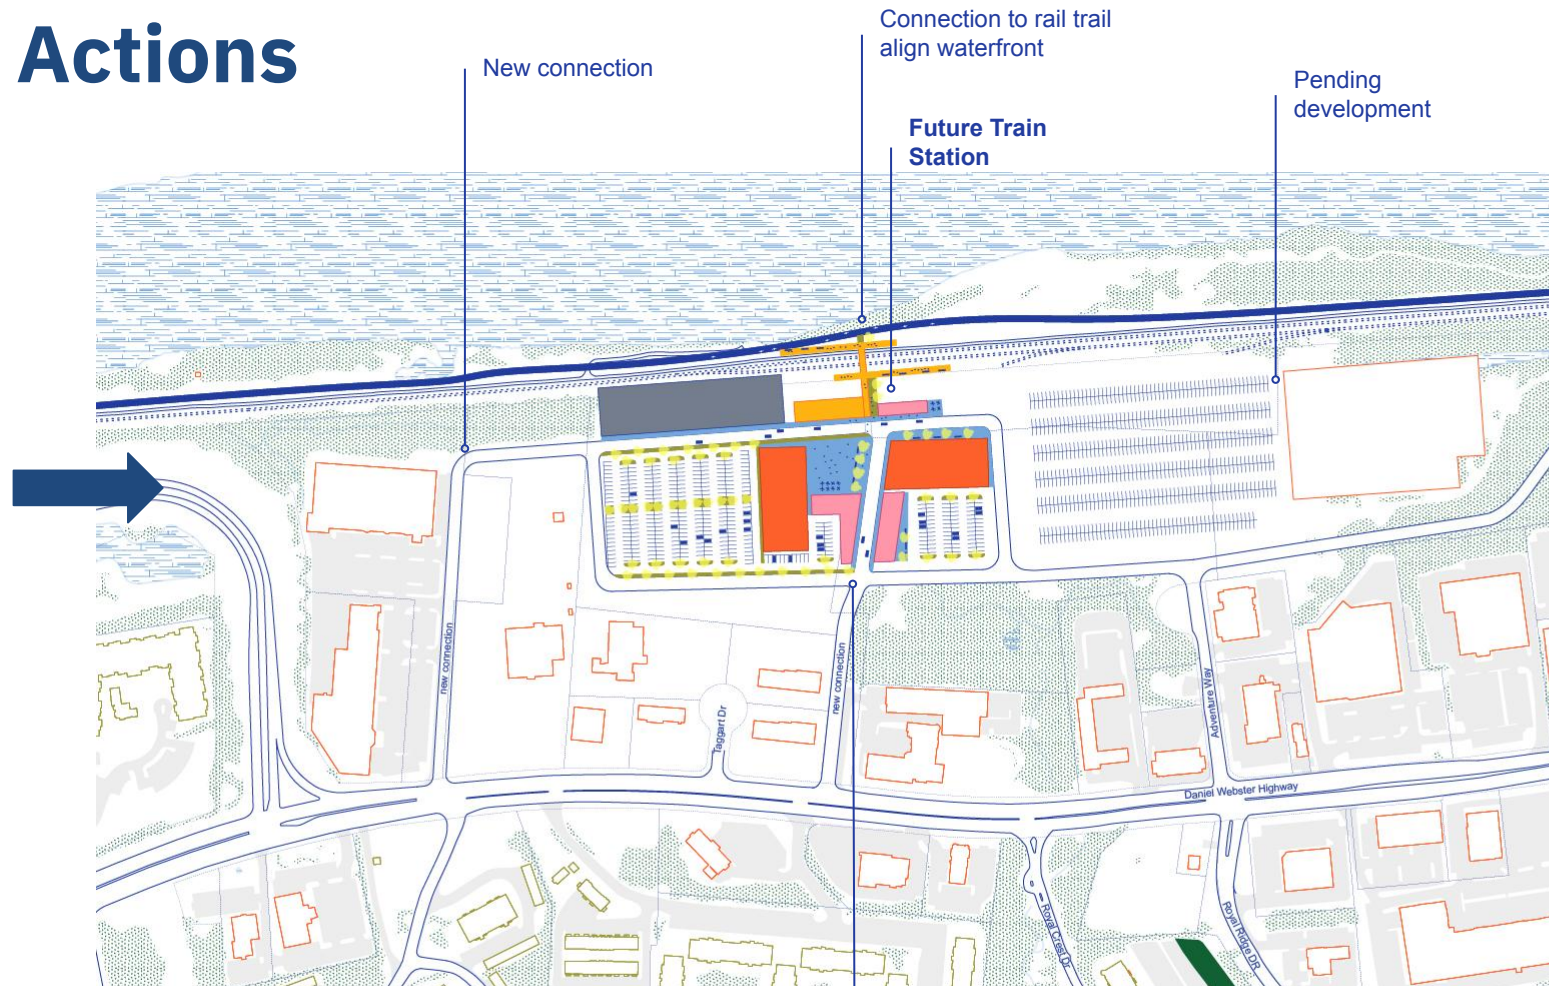 Actions
New connection
Connection to rail trail
align waterfront
Future Train
Station
Pending
development
new connection
new connection
Taggart Dr
Adventure Way
Daniel Webster Highway
Royal Crest Dr
Royal Ridge DR